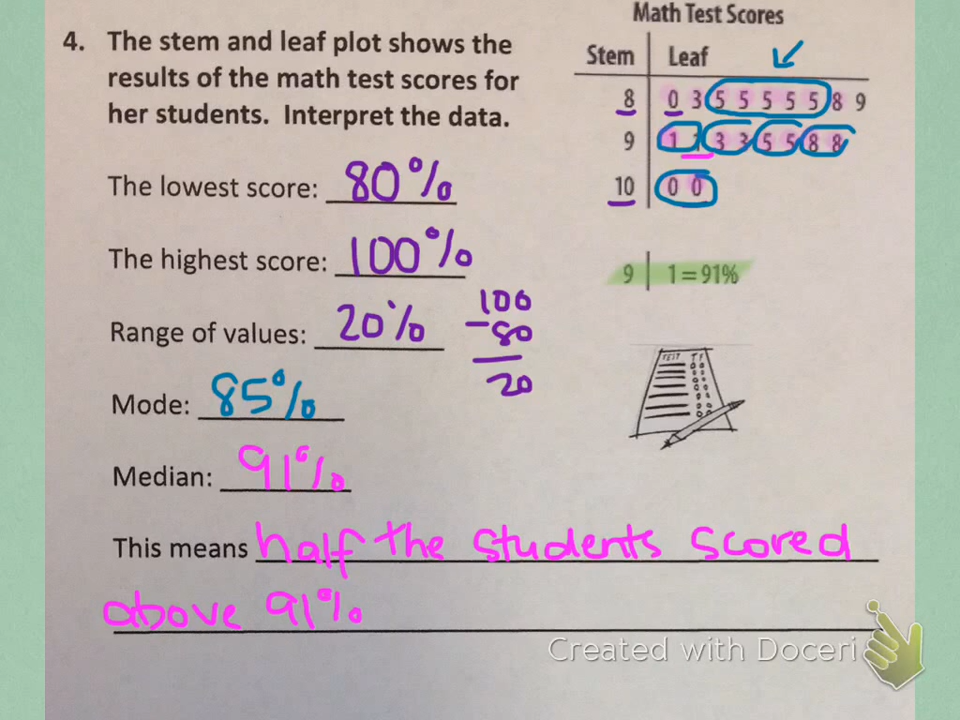 Math Test Scores
4. The stem and leaf plot shows the
results of the math test scores for
her students. Interpret the data.
Stem Leaf
8 0 3 5 5 5 5 5 8 9
9 1 1 3 3 5 5 8 8
10 0 0
9 1 = 91%
The lowest score: 80%
The highest score: 100%
Range of values: 20%
100
- 80
20
Mode: 85%
Median: 91%
This means half the students scored
above 91%
TEST
Created with Doceri